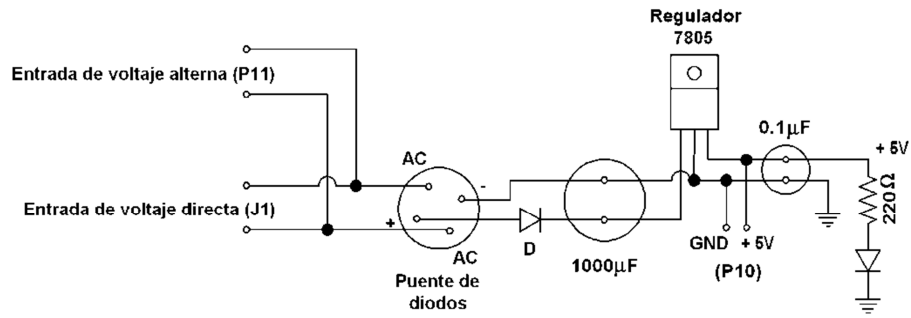 Regulador
7805
Entrada de voltaje alterna (P11)
0.1µF
+ 5V
AC
-
220Ω
Entrada de voltaje directa (J1)
+
D
GND + 5V
AC
1000µF
(P10)
Puente de
diodos